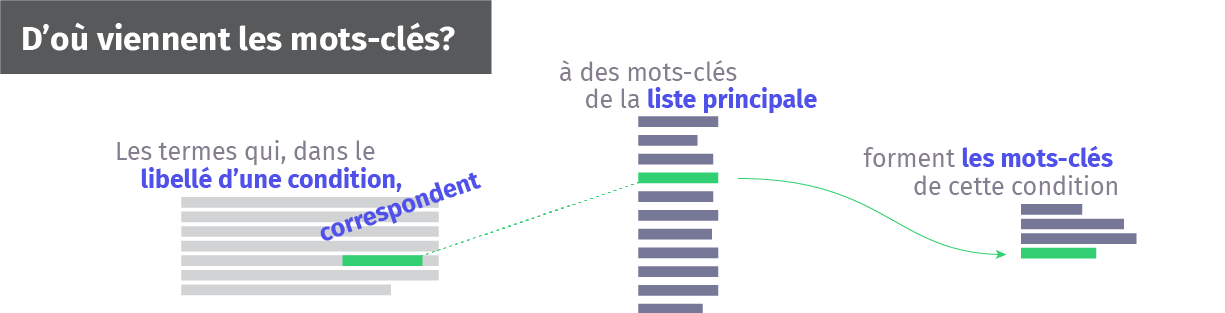 D’où viennent les mots-clés?
Les termes qui, dans le
libellé d’une condition,
correspondent
à des mots-clés
de la liste principale
forment les mots-clés
de cette condition